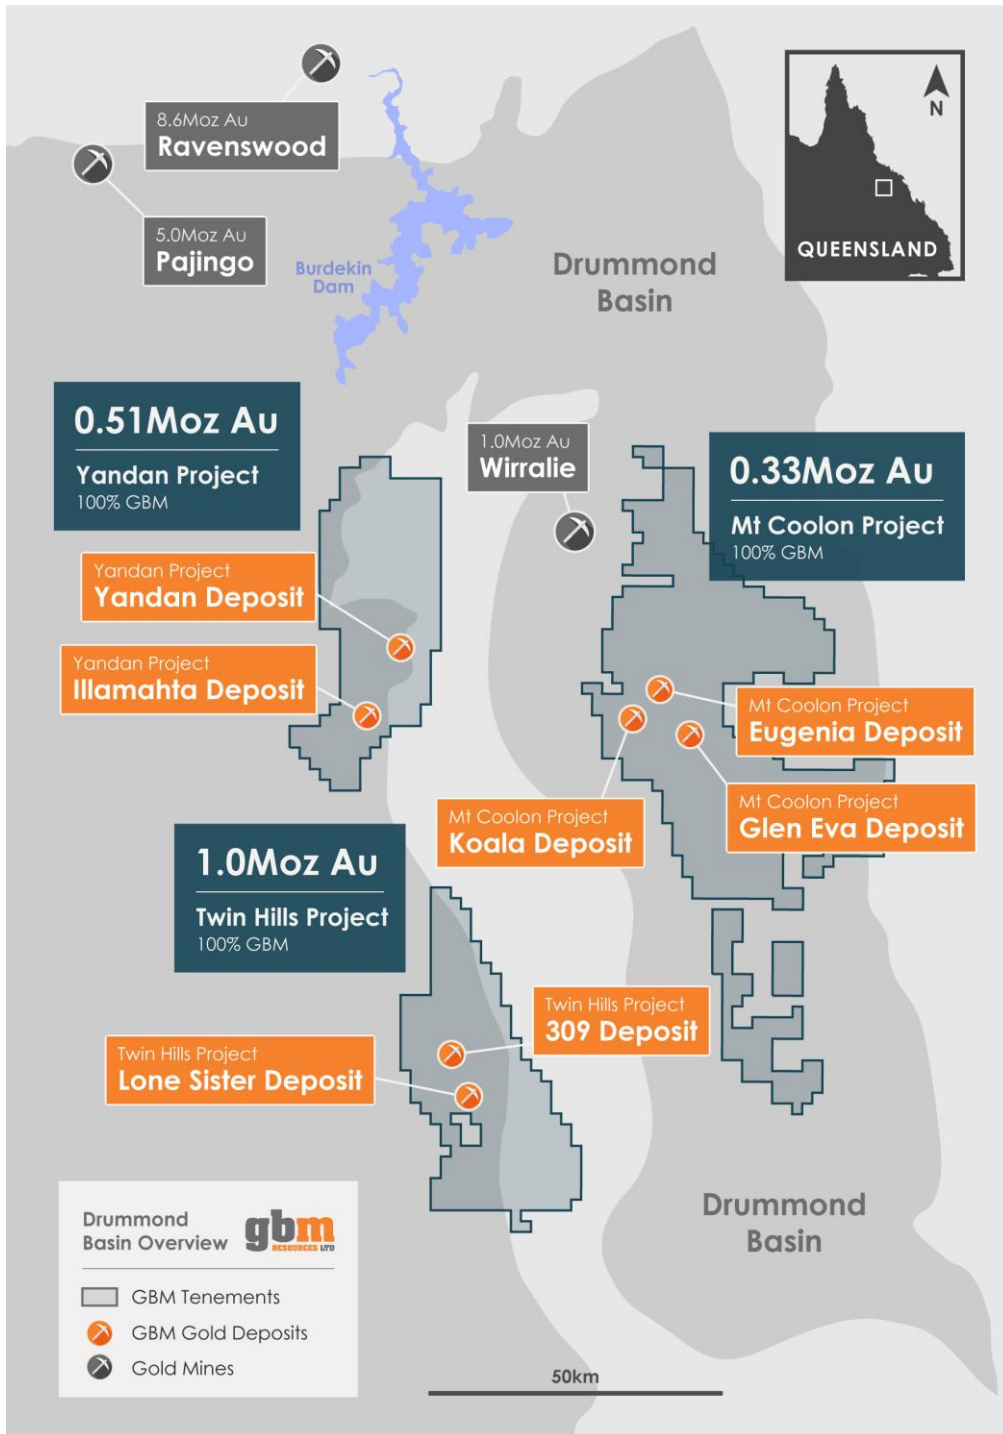 8.6Moz Au
Ravenswood
5.0Moz Au
Pajingo
Burdekin
Dam
Drummond
Basin
N
QUEENSLAND
0.51Moz Au
Yandan Project
100% GBM
1.0Moz Au
Wirralie
0.33Moz Au
Mt Coolon Project
100% GBM
Yandan Project
Yandan Deposit
Yandan Project
Illamahta Deposit
Mt Coolon Project
Eugenia Deposit
Mt Coolon Project
Koala Deposit
Mt Coolon Project
Glen Eva Deposit
1.0Moz Au
Twin Hills Project
100% GBM
Twin Hills Project
309 Deposit
Twin Hills Project
Lone Sister Deposit
Drummond
Basin
Drummond
Basin Overview
gbm
RESOURCES LTD
GBM Tenements
GBM Gold Deposits
Gold Mines
50km